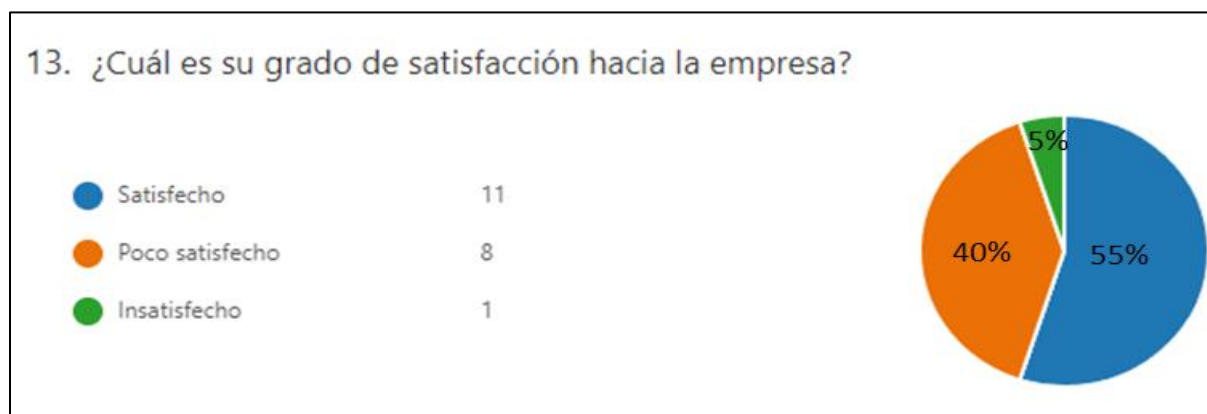 13. ¿Cuál es su grado de satisfacción hacia la empresa?
Satisfecho 11
Poco satisfecho 8
Insatisfecho 1
5%
40%
55%